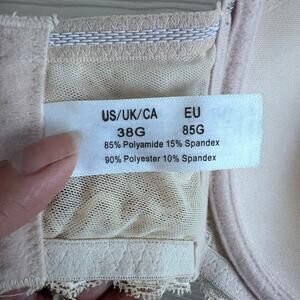 US/UK/CA EU
38G 85G
85% Polyamide 15% Spandex
90% Polyester 10% Spandex